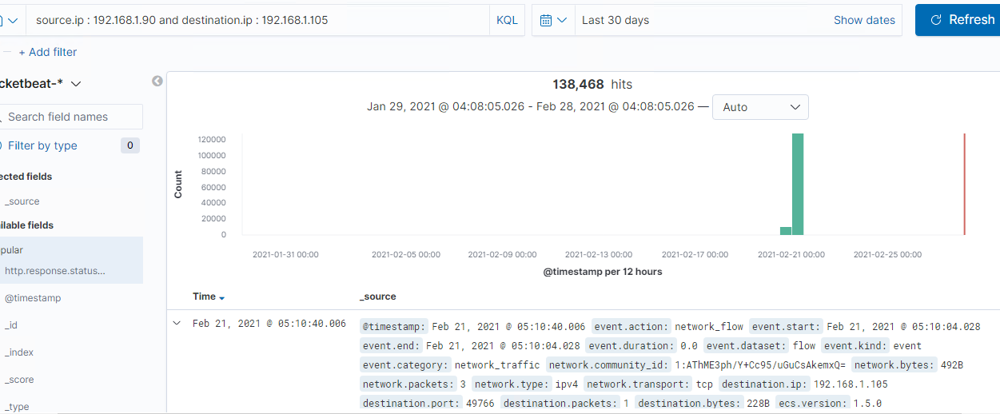 source.ip : 192.168.1.90 and destination.ip : 192.168.1.105 KQL Last 30 days Show dates Refresh
+ Add filter
cketbeat-*
138,468 hits
Jan 29, 2021 @ 04:08:05.026 - Feb 28, 2021 @ 04:08:05.026 — Auto
Search field names
Filter by type 0
ected fields
_source
ilable fields
pular
http.response.status...
@timestamp
_id
_index
_score
_type
Count
120000
100000
80000
60000
40000
20000
0
2021-01-31 00:00 2021-02-05 00:00 2021-02-09 00:00 2021-02-13 00:00 2021-02-17 00:00 2021-02-21 00:00 2021-02-25 00:00
@timestamp per 12 hours
Time _source
Feb 21, 2021 @ 05:10:40.006 @timestamp: Feb 21, 2021 @ 05:10:40.006 event.action: network_flow event.start: Feb 21, 2021 @ 05:10:04.028
event.end: Feb 21, 2021 @ 05:10:04.028 event.duration: 0.0 event.dataset: flow event.kind: event
event.category: network_traffic network.community_id: 1:AThME3ph/Y+Cc95/uGuCsAkemxQ= network.bytes: 492B
network.packets: 3 network.type: ipv4 network.transport: tcp destination.ip: 192.168.1.105
destination.port: 49766 destination.packets: 1 destination.bytes: 228B ecs.version: 1.5.0